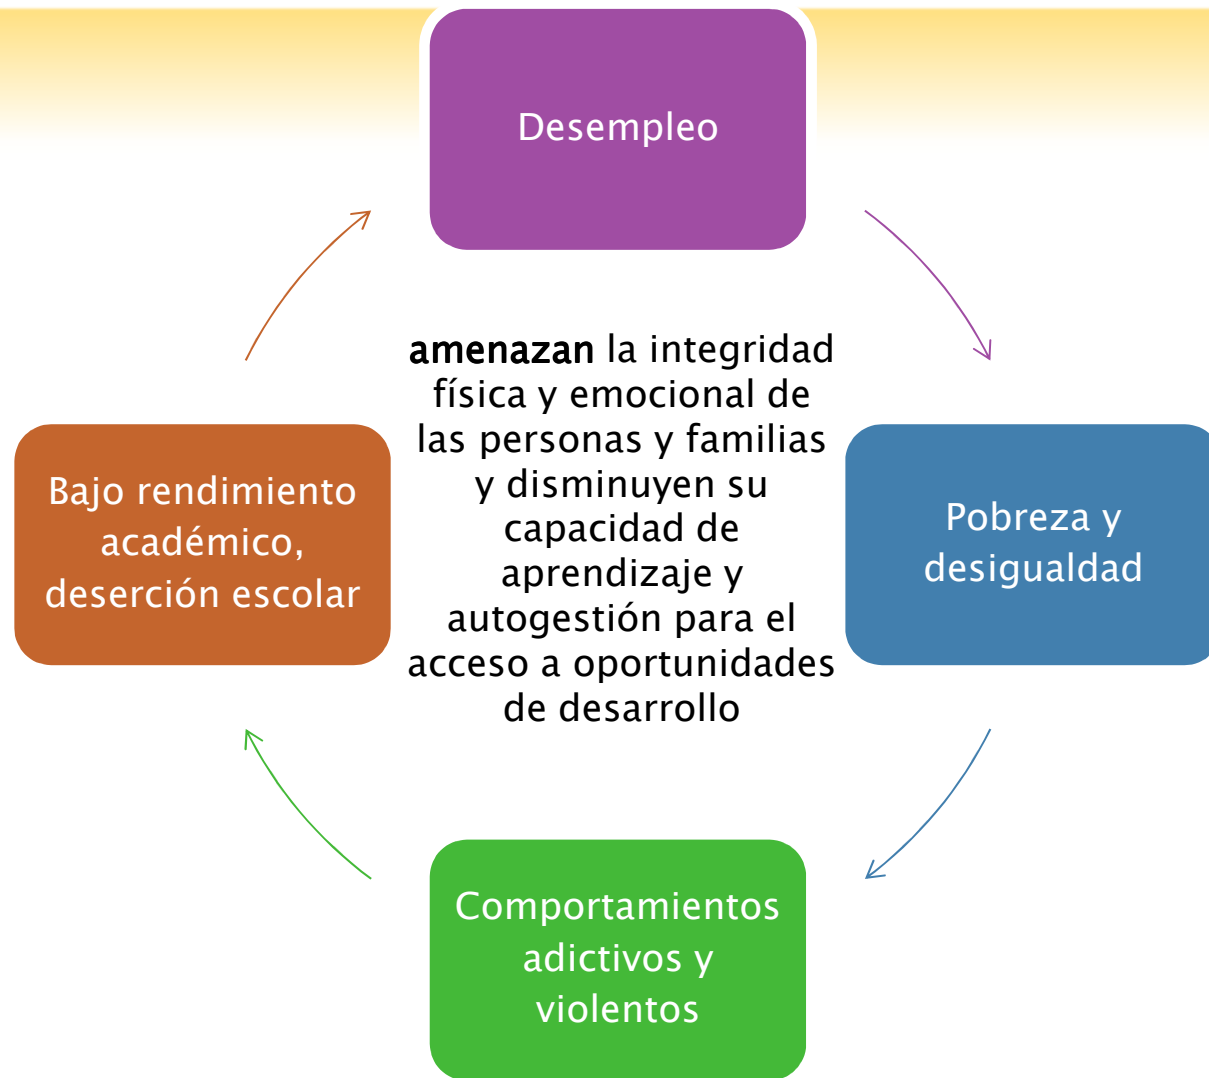 Desempleo
amenazan la integridad
física y emocional de
las personas y familias
y disminuyen su
capacidad de
aprendizaje y
autogestión para el
acceso a oportunidades
de desarrollo
Pobreza y
desigualdad
Comportamientos
adictivos y
violentos
Bajo rendimiento
académico,
deserción escolar